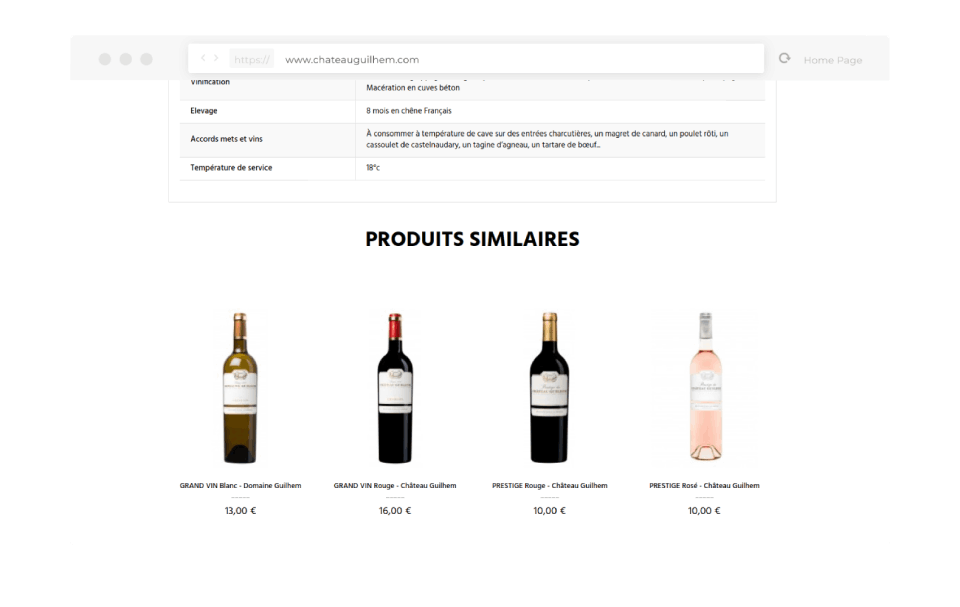 https://
www.chateauguilhem.com
Home Page
Vinification
Macération en cuves béton
Elevage
8 mois en chêne Français
Accords mets et vins
À consommer à température de cave sur des entrées charcutières, un magret de canard, un poulet rôti, un
cassoulet de castelnaudary, un tagine d'agneau, un tartare de bœuf...
Température de service
18°c
PRODUITS SIMILAIRES
GRAND VIN Blanc - Domaine Guilhem
13,00 €
GRAND VIN Rouge - Château Guilhem
16,00 €
PRESTIGE Rouge - Château Guilhem
10,00 €
PRESTIGE Rosé - Château Guilhem
10,00 €